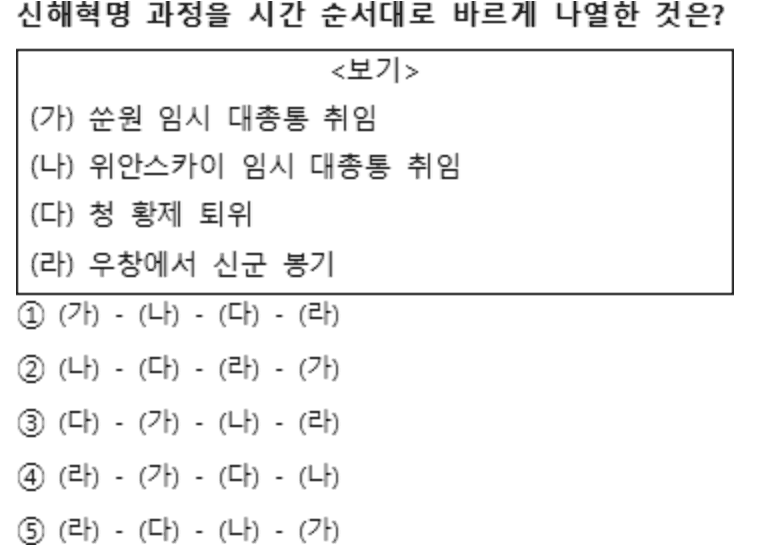 신해혁명 과정을 시간 순서대로 바르게 나열한 것은?
<보기>
(가) 쑨원 임시 대총통 취임
(나) 위안스카이 임시 대총통 취임
(다) 청 황제 퇴위
(라) 우창에서 신군 봉기
① (가) - (나) - (다) - (라)
② (나) - (다) - (라) - (가)
③ (다) - (가) - (나) - (라)
④ (라) - (가) - (다) - (나)
⑤ (라) - (다) - (나) - (가)